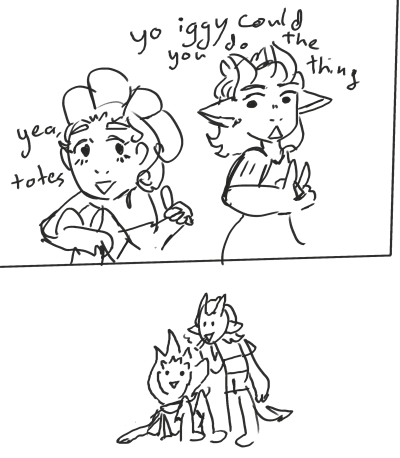 yo iggy could
you do the
thing
yea,
totes